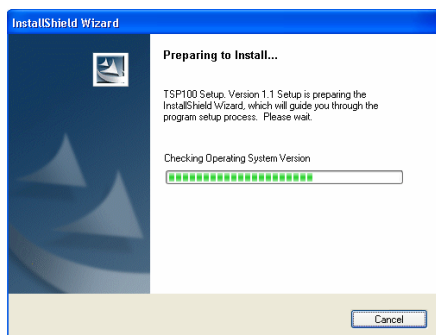 InstallShield Wizard
Preparing to Install...
TSP100 Setup. Version 1.1 Setup is preparing the
InstallShield Wizard, which will guide you through the
program setup process. Please wait.
Checking Operating System Version
Cancel